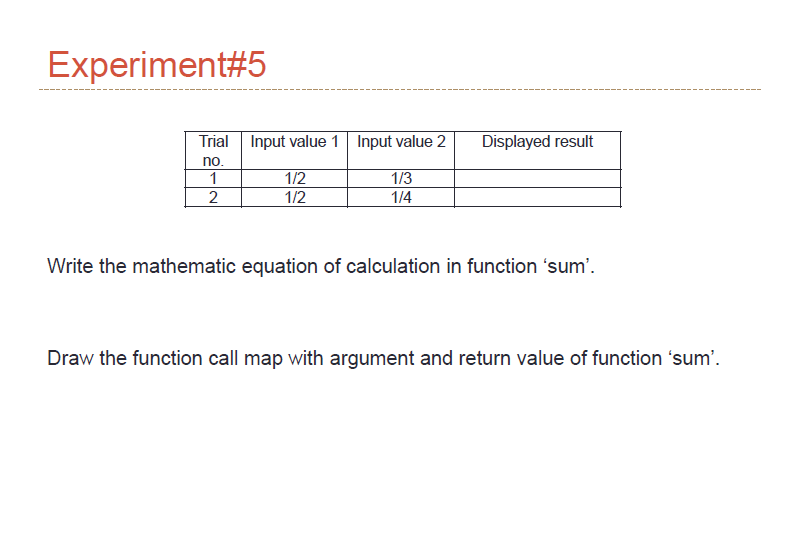 Experiment#5
Trial no. Input value 1 Input value 2 Displayed result
1 1/2 1/3
2 1/2 1/4
Write the mathematic equation of calculation in function ‘sum’.
Draw the function call map with argument and return value of function ‘sum’.